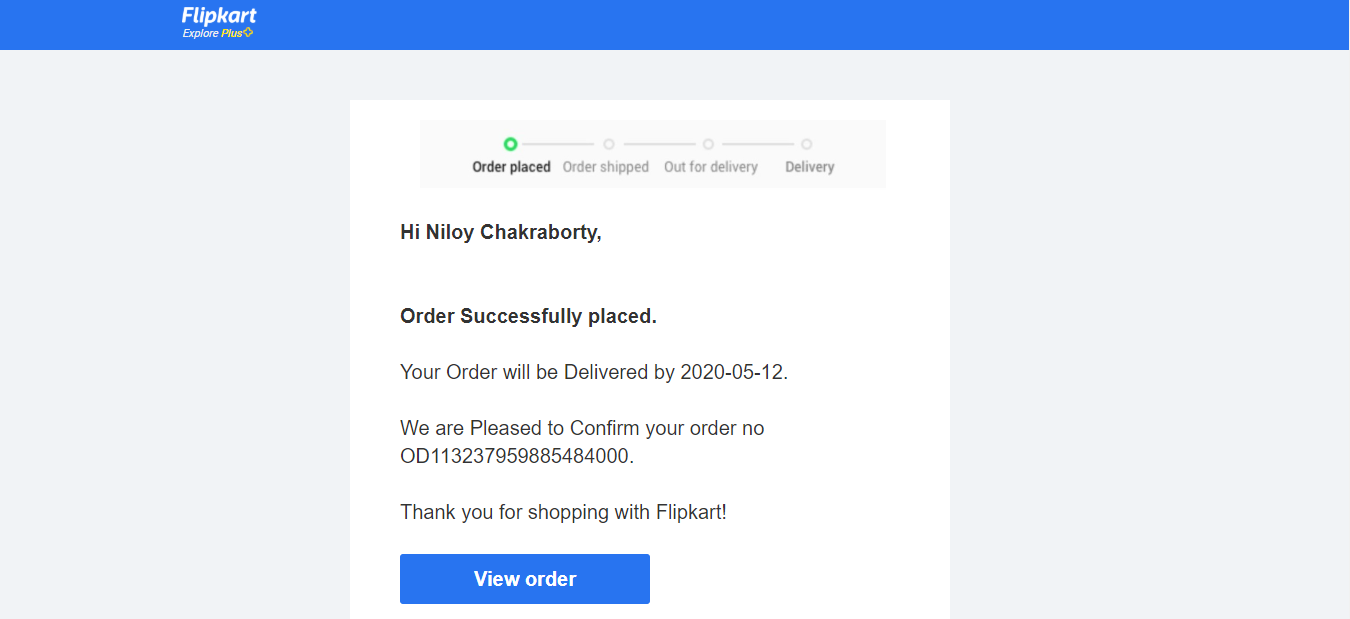 Flipkart
Explore Plus
Order placed Order shipped Out for delivery Delivery
Hi Niloy Chakraborty,
Order Successfully placed.
Your Order will be Delivered by 2020-05-12.
We are Pleased to Confirm your order no
OD113237959885484000.
Thank you for shopping with Flipkart!
View order